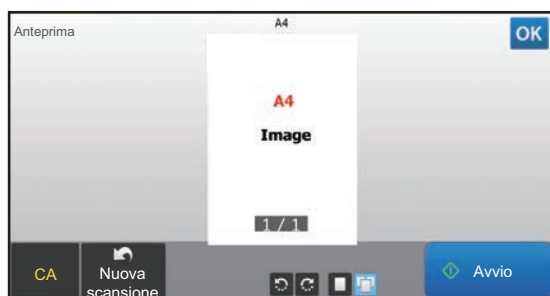 Anteprima
A4
OK
A4
Image
1 / 1
CA
Nuova
scansione
Avvio